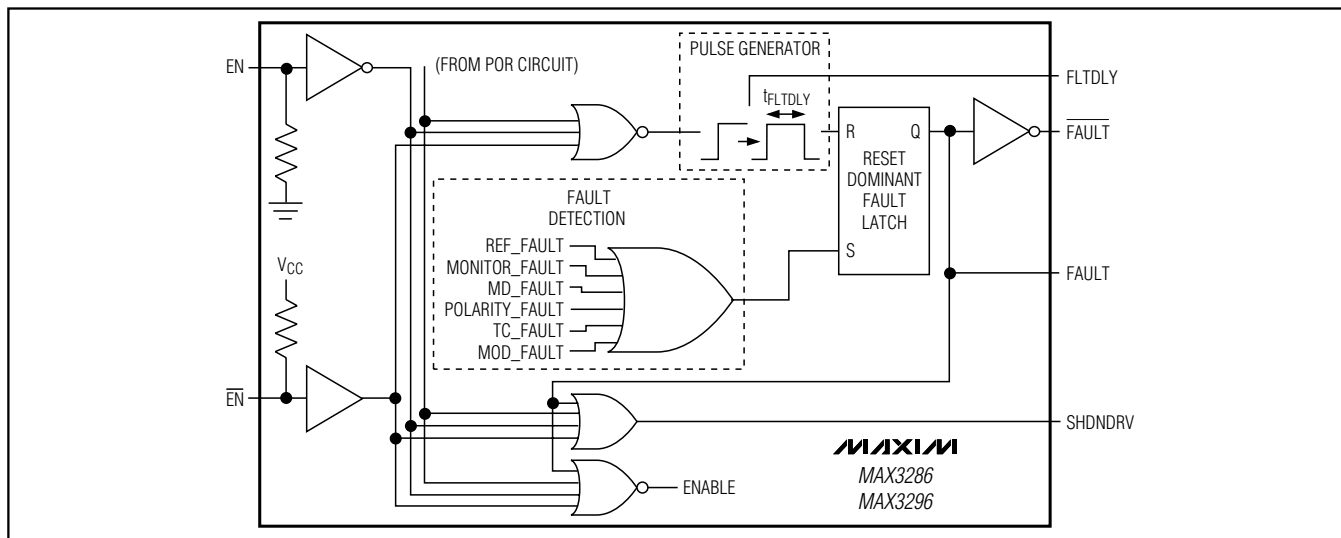 PULSE GENERATOR
EN
(FROM POR CIRCUIT)
FLTDLY
tFLTDLY
R
Q
FAULT
RESET
DOMINANT
FAULT
LATCH
S
FAULT
DETECTION
REF_FAULT
MONITOR_FAULT
MD_FAULT
POLARITY_FAULT
TC_FAULT
MOD_FAULT
VCC
FAULT
EN
SHDNDRV
MAXIM
MAX3286
MAX3296
ENABLE